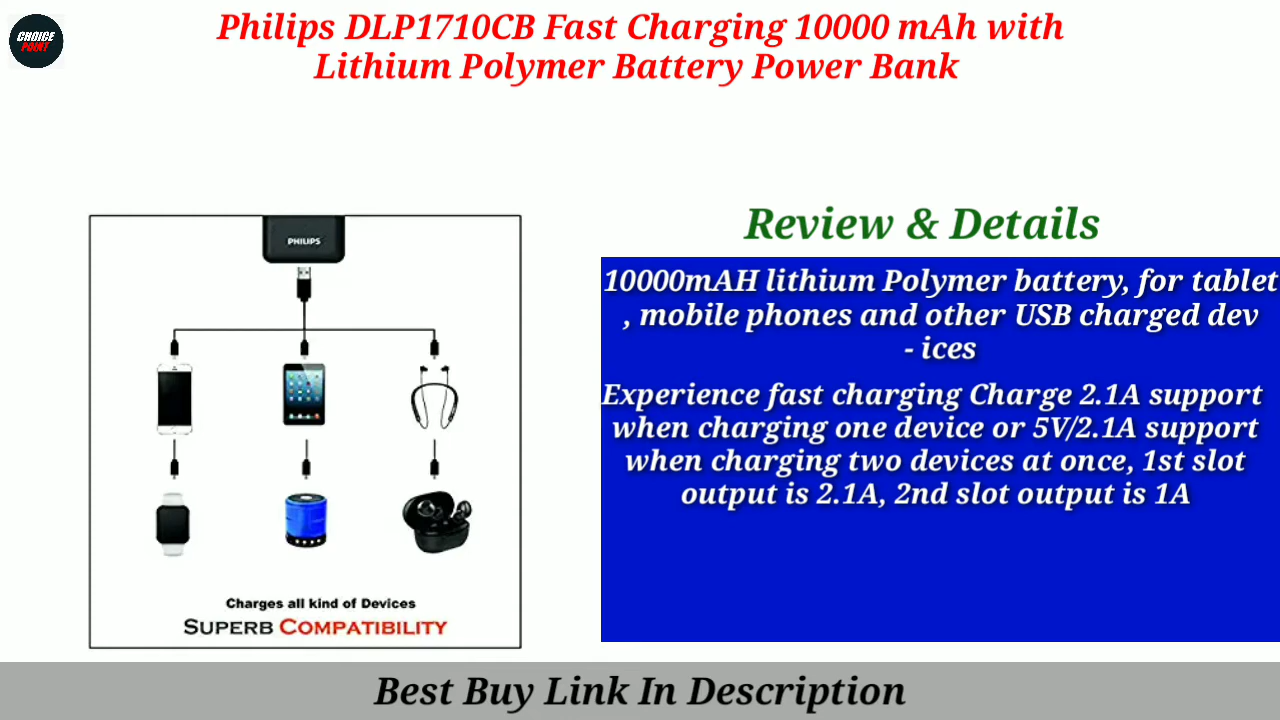 CHOICE
POINT
Philips DLP1710CB Fast Charging 10000 mAh with
Lithium Polymer Battery Power Bank
PHILIPS
Charges all kind of Devices
SUPERB COMPATIBILITY
Review & Details
10000mAH lithium Polymer battery, for tablet
, mobile phones and other USB charged dev
- ices
Experience fast charging Charge 2.1A support
when charging one device or 5V/2.1A support
when charging two devices at once, 1st slot
output is 2.1A, 2nd slot output is 1A
Best Buy Link In Description